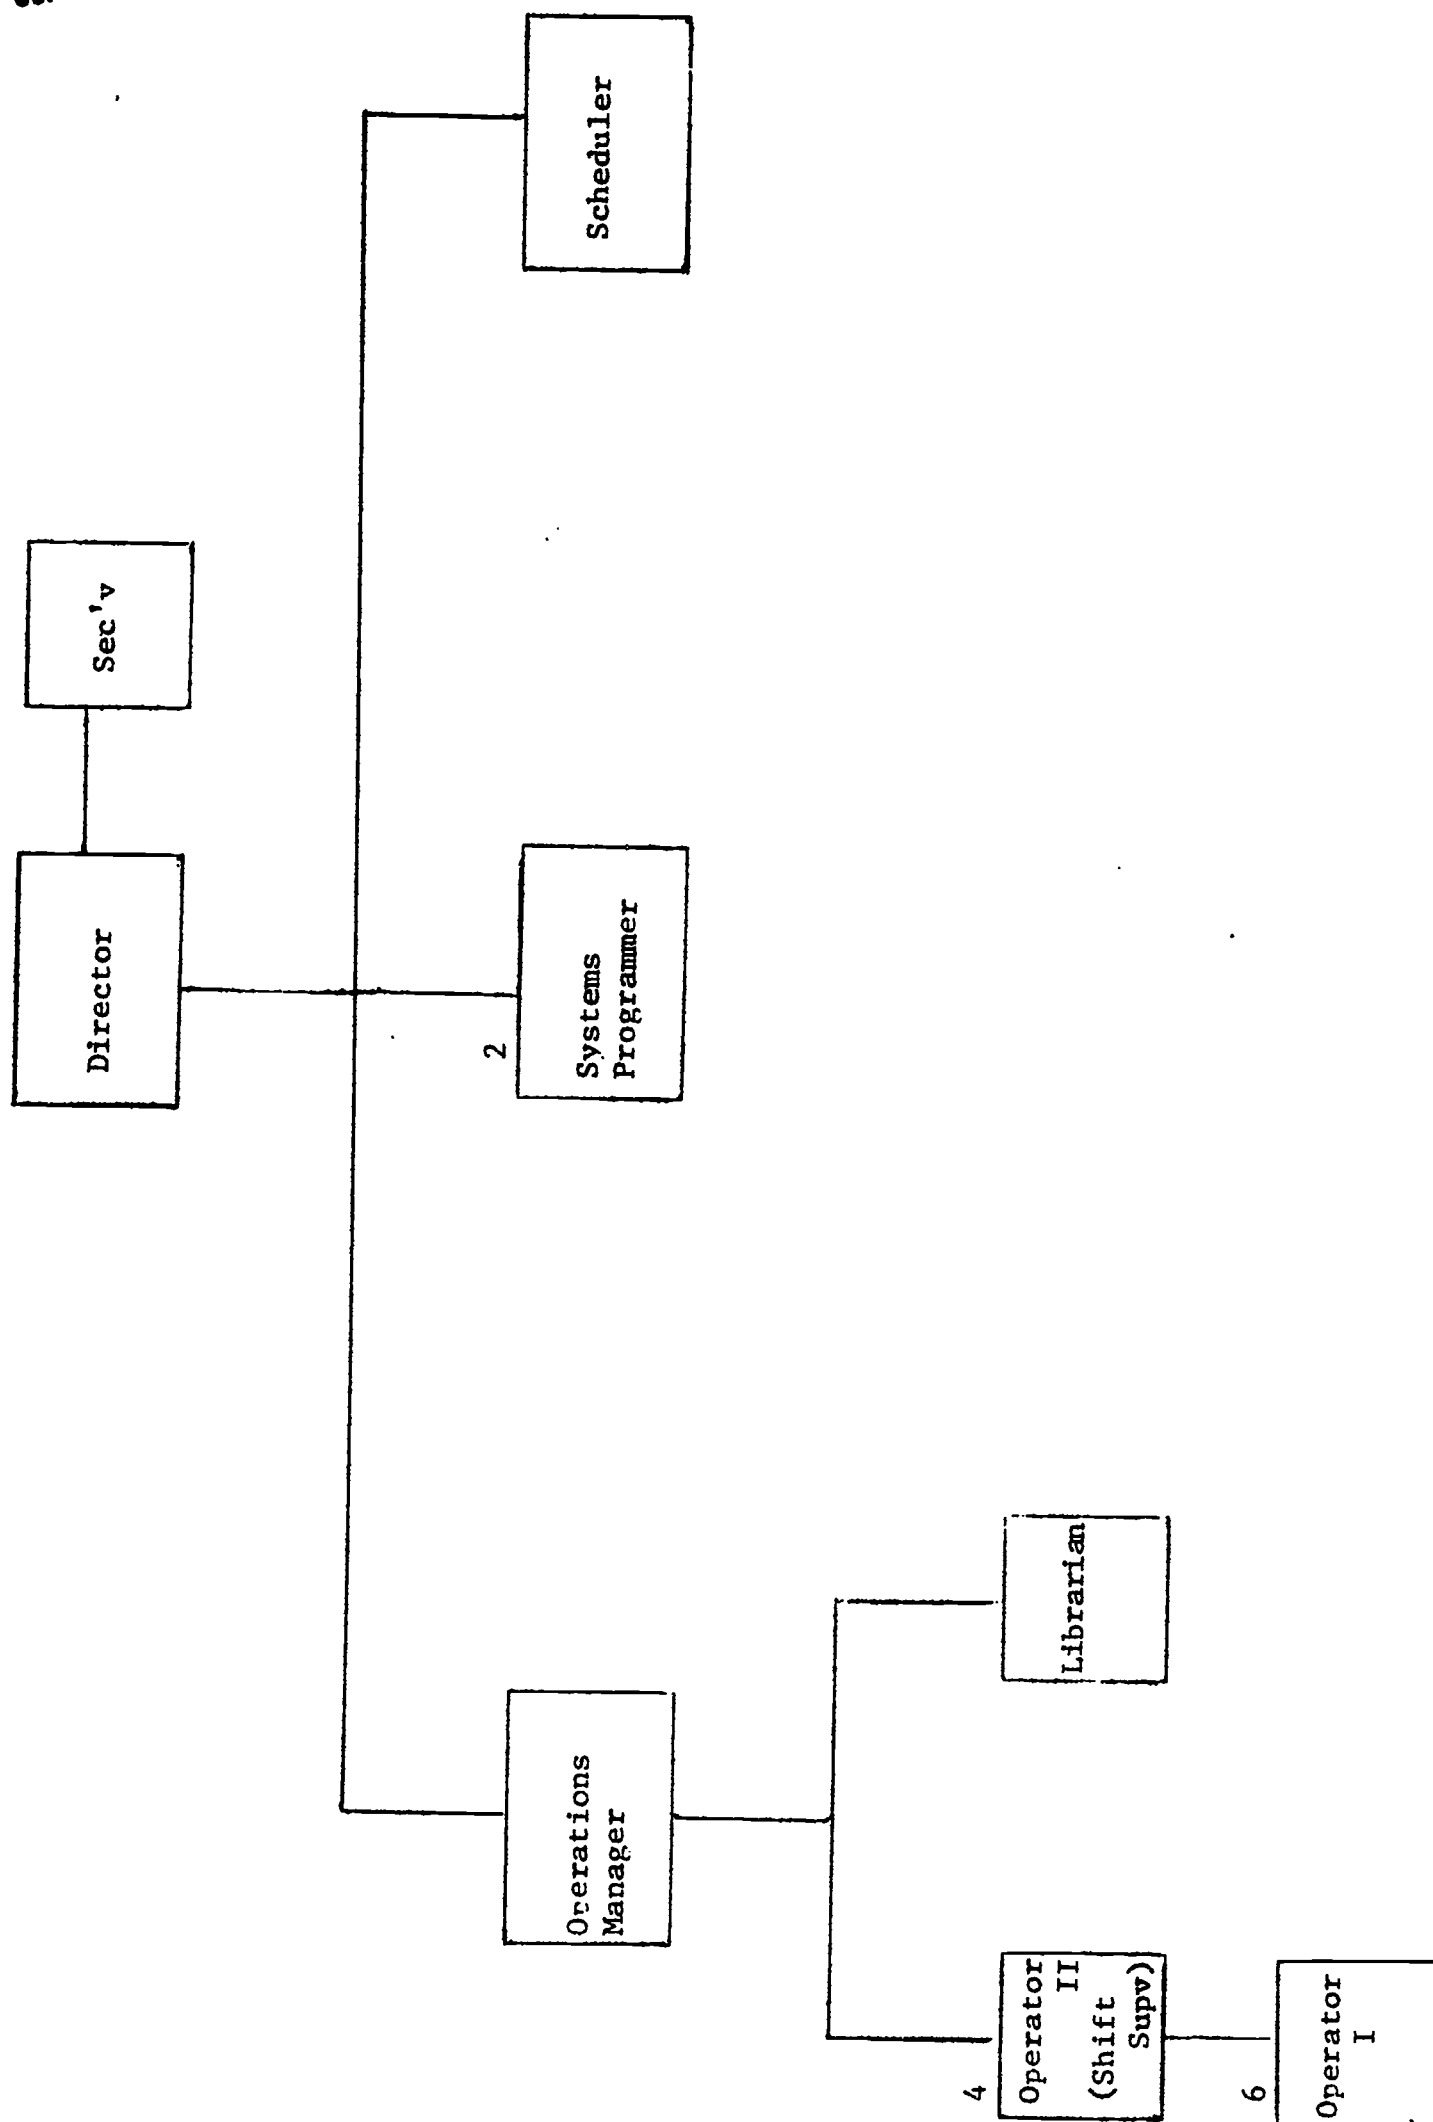 Director
Sec'v
Operations
Manager
2
Systems
Programmer
Scheduler
4
Operator
II
(Shift
Supv)
Librarian
6
Operator
I